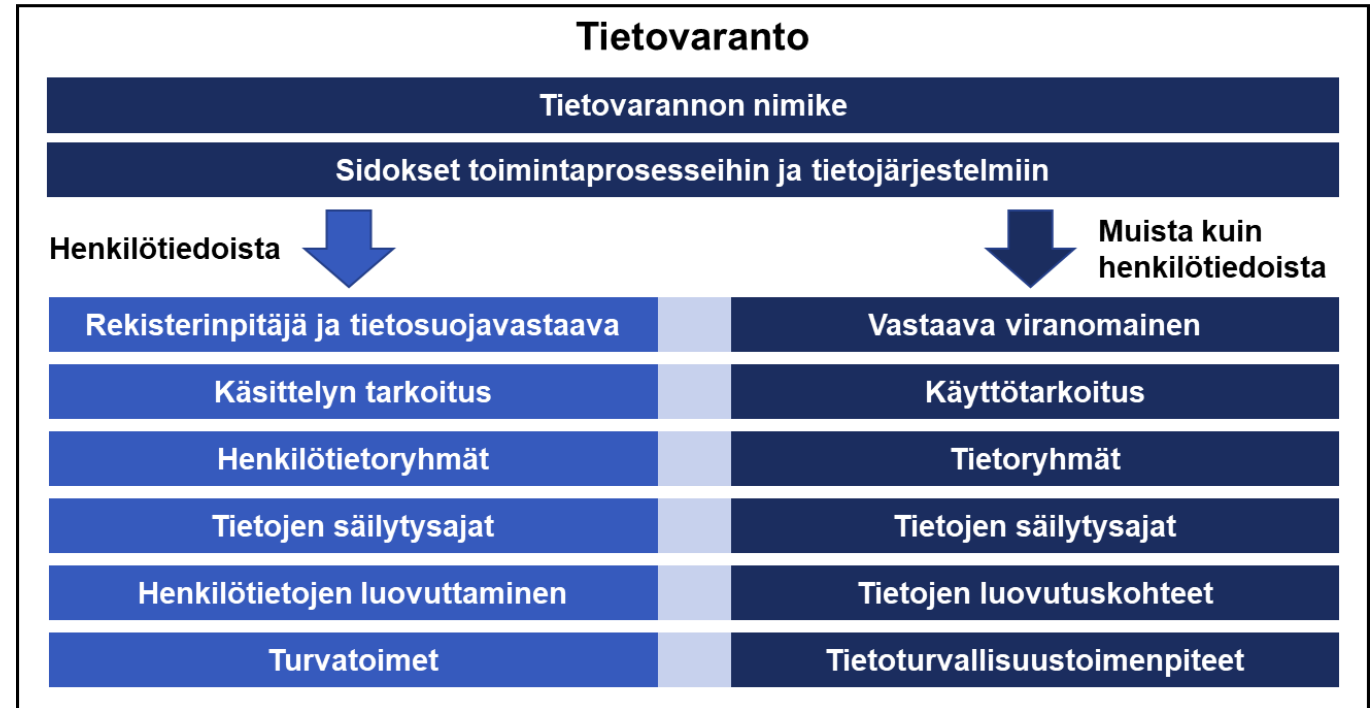 Tietovaranto
Tietovarannon nimike
Sidokset toimintaprosesseihin ja tietojärjestelmiin
Henkilötiedoista
Muista kuin
henkilötiedoista
Rekisterinpitäjä ja tietosuojavastaava
Vastaava viranomainen
Käsittelyn tarkoitus
Käyttötarkoitus
Henkilötietoryhmät
Tietoryhmät
Tietojen säilytysajat
Tietojen säilytysajat
Henkilötietojen luovuttaminen
Tietojen luovutuskohteet
Turvatoimet
Tietoturvallisuustoimenpiteet